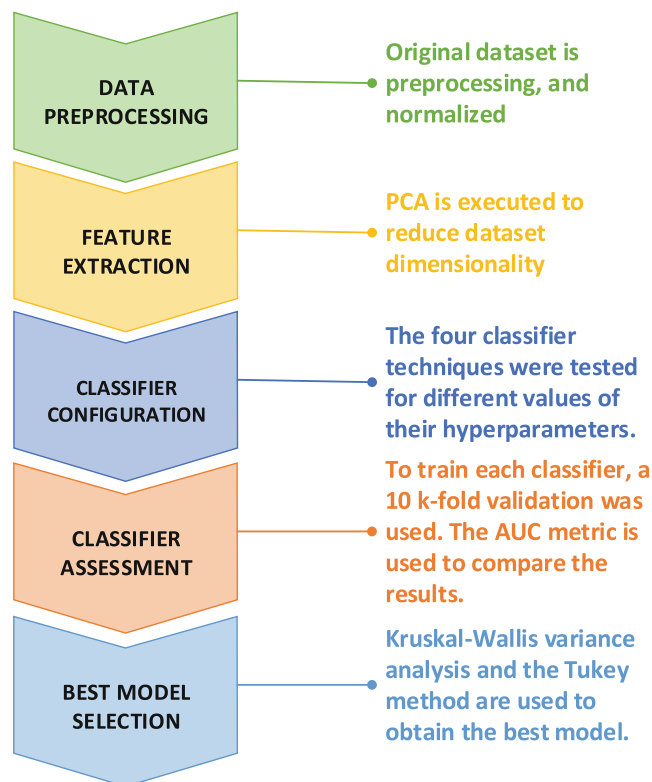 DATA
PREPROCESSING
Original dataset is
preprocessing, and
normalized
FEATURE
EXTRACTION
PCA is executed to
reduce dataset
dimensionality
CLASSIFIER
CONFIGURATION
The four classifier
techniques were tested
for different values of
their hyperparameters.
CLASSIFIER
ASSESSMENT
To train each classifier, a
10 k-fold validation was
used. The AUC metric is
used to compare the
results.
BEST MODEL
SELECTION
Kruskal-Wallis variance
analysis and the Tukey
method are used to
obtain the best model.